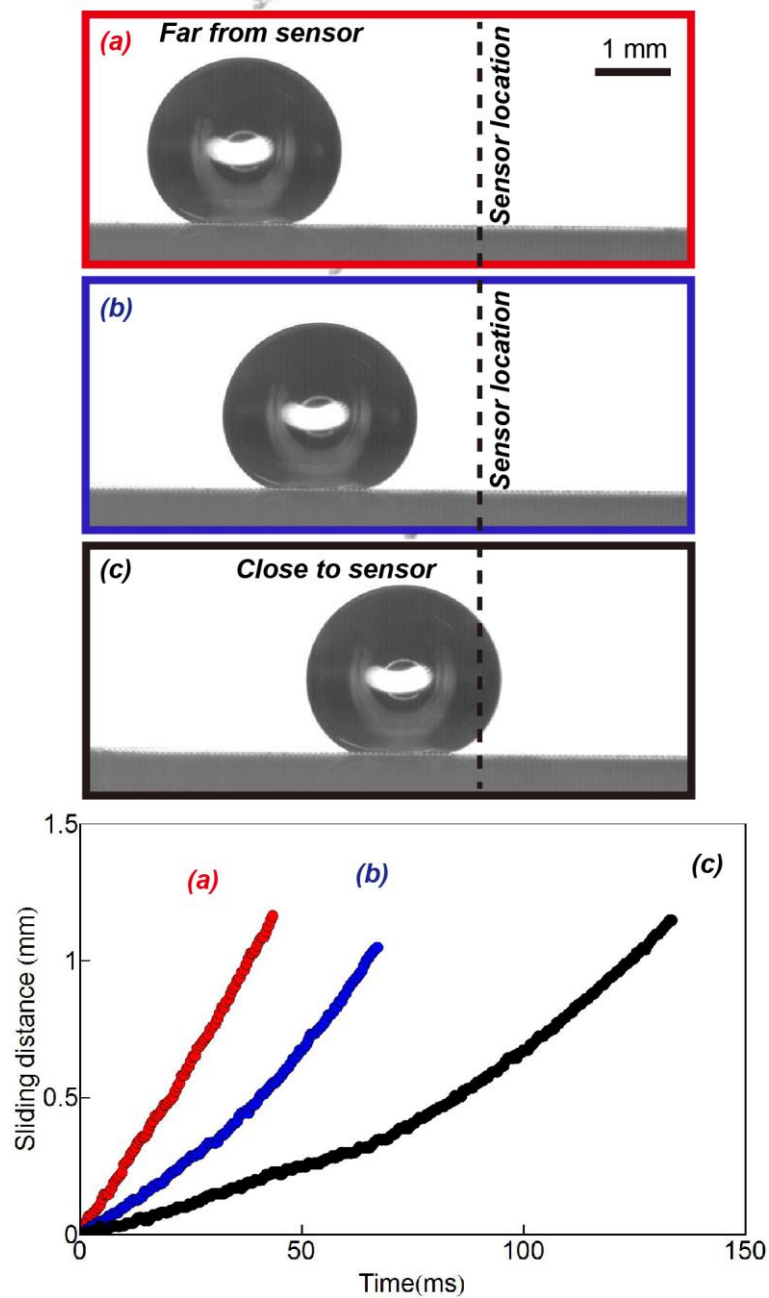 (a) Far from sensor
1 mm
Sensor location
(b)
Sensor location
(c) Close to sensor
1.5
(a) (b) (c)
1
0.5
0
Sliding distance (mm)
0 50 100 150
Time(ms)